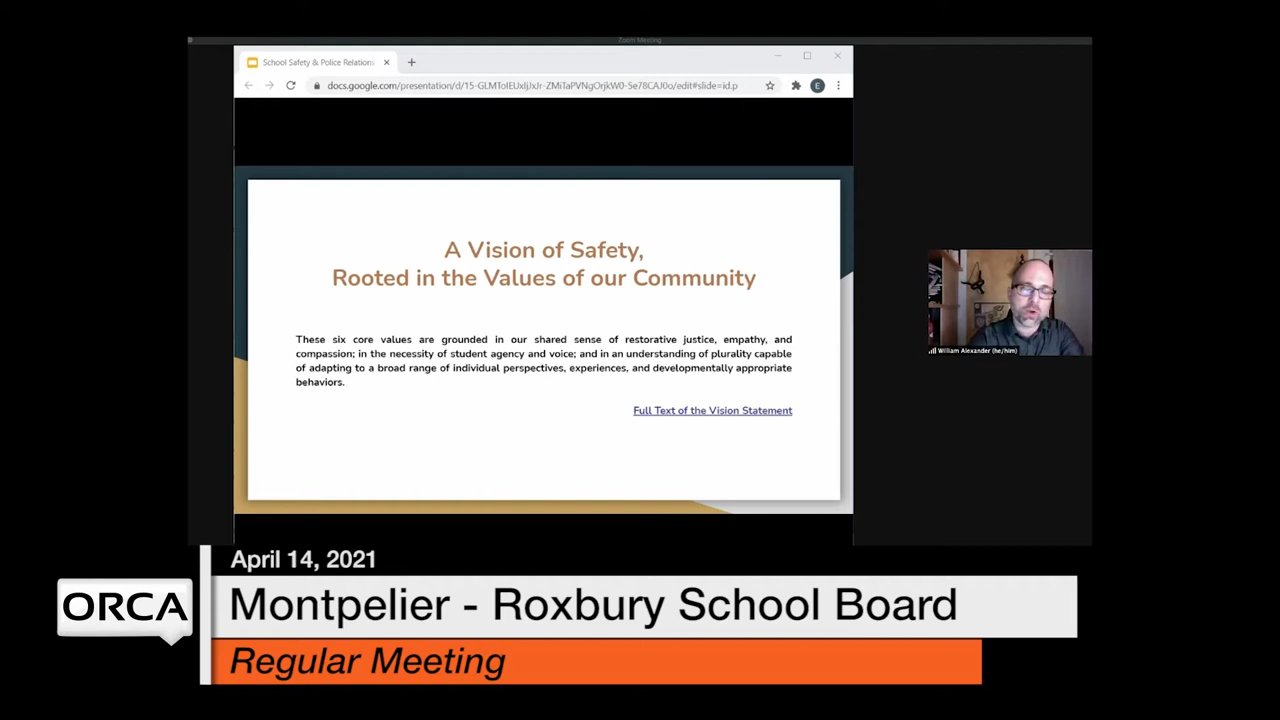 Zoom Meeting
School Safety & Police Relations
docs.google.com/presentation/d/15-GLMToIEUxJjJxJr-ZMiTaPVNgOrjkW0-5e78CAJ0o/edit#slide=id.p
E
A Vision of Safety,
Rooted in the Values of our Community
These six core values are grounded in our shared sense of restorative justice, empathy, and
compassion; in the necessity of student agency and voice; and in an understanding of plurality capable
of adapting to a broad range of individual perspectives, experiences, and developmentally appropriate
behaviors.
Full Text of the Vision Statement
William Alexander (he/him)
April 14, 2021
ORCA
Montpelier - Roxbury School Board
Regular Meeting